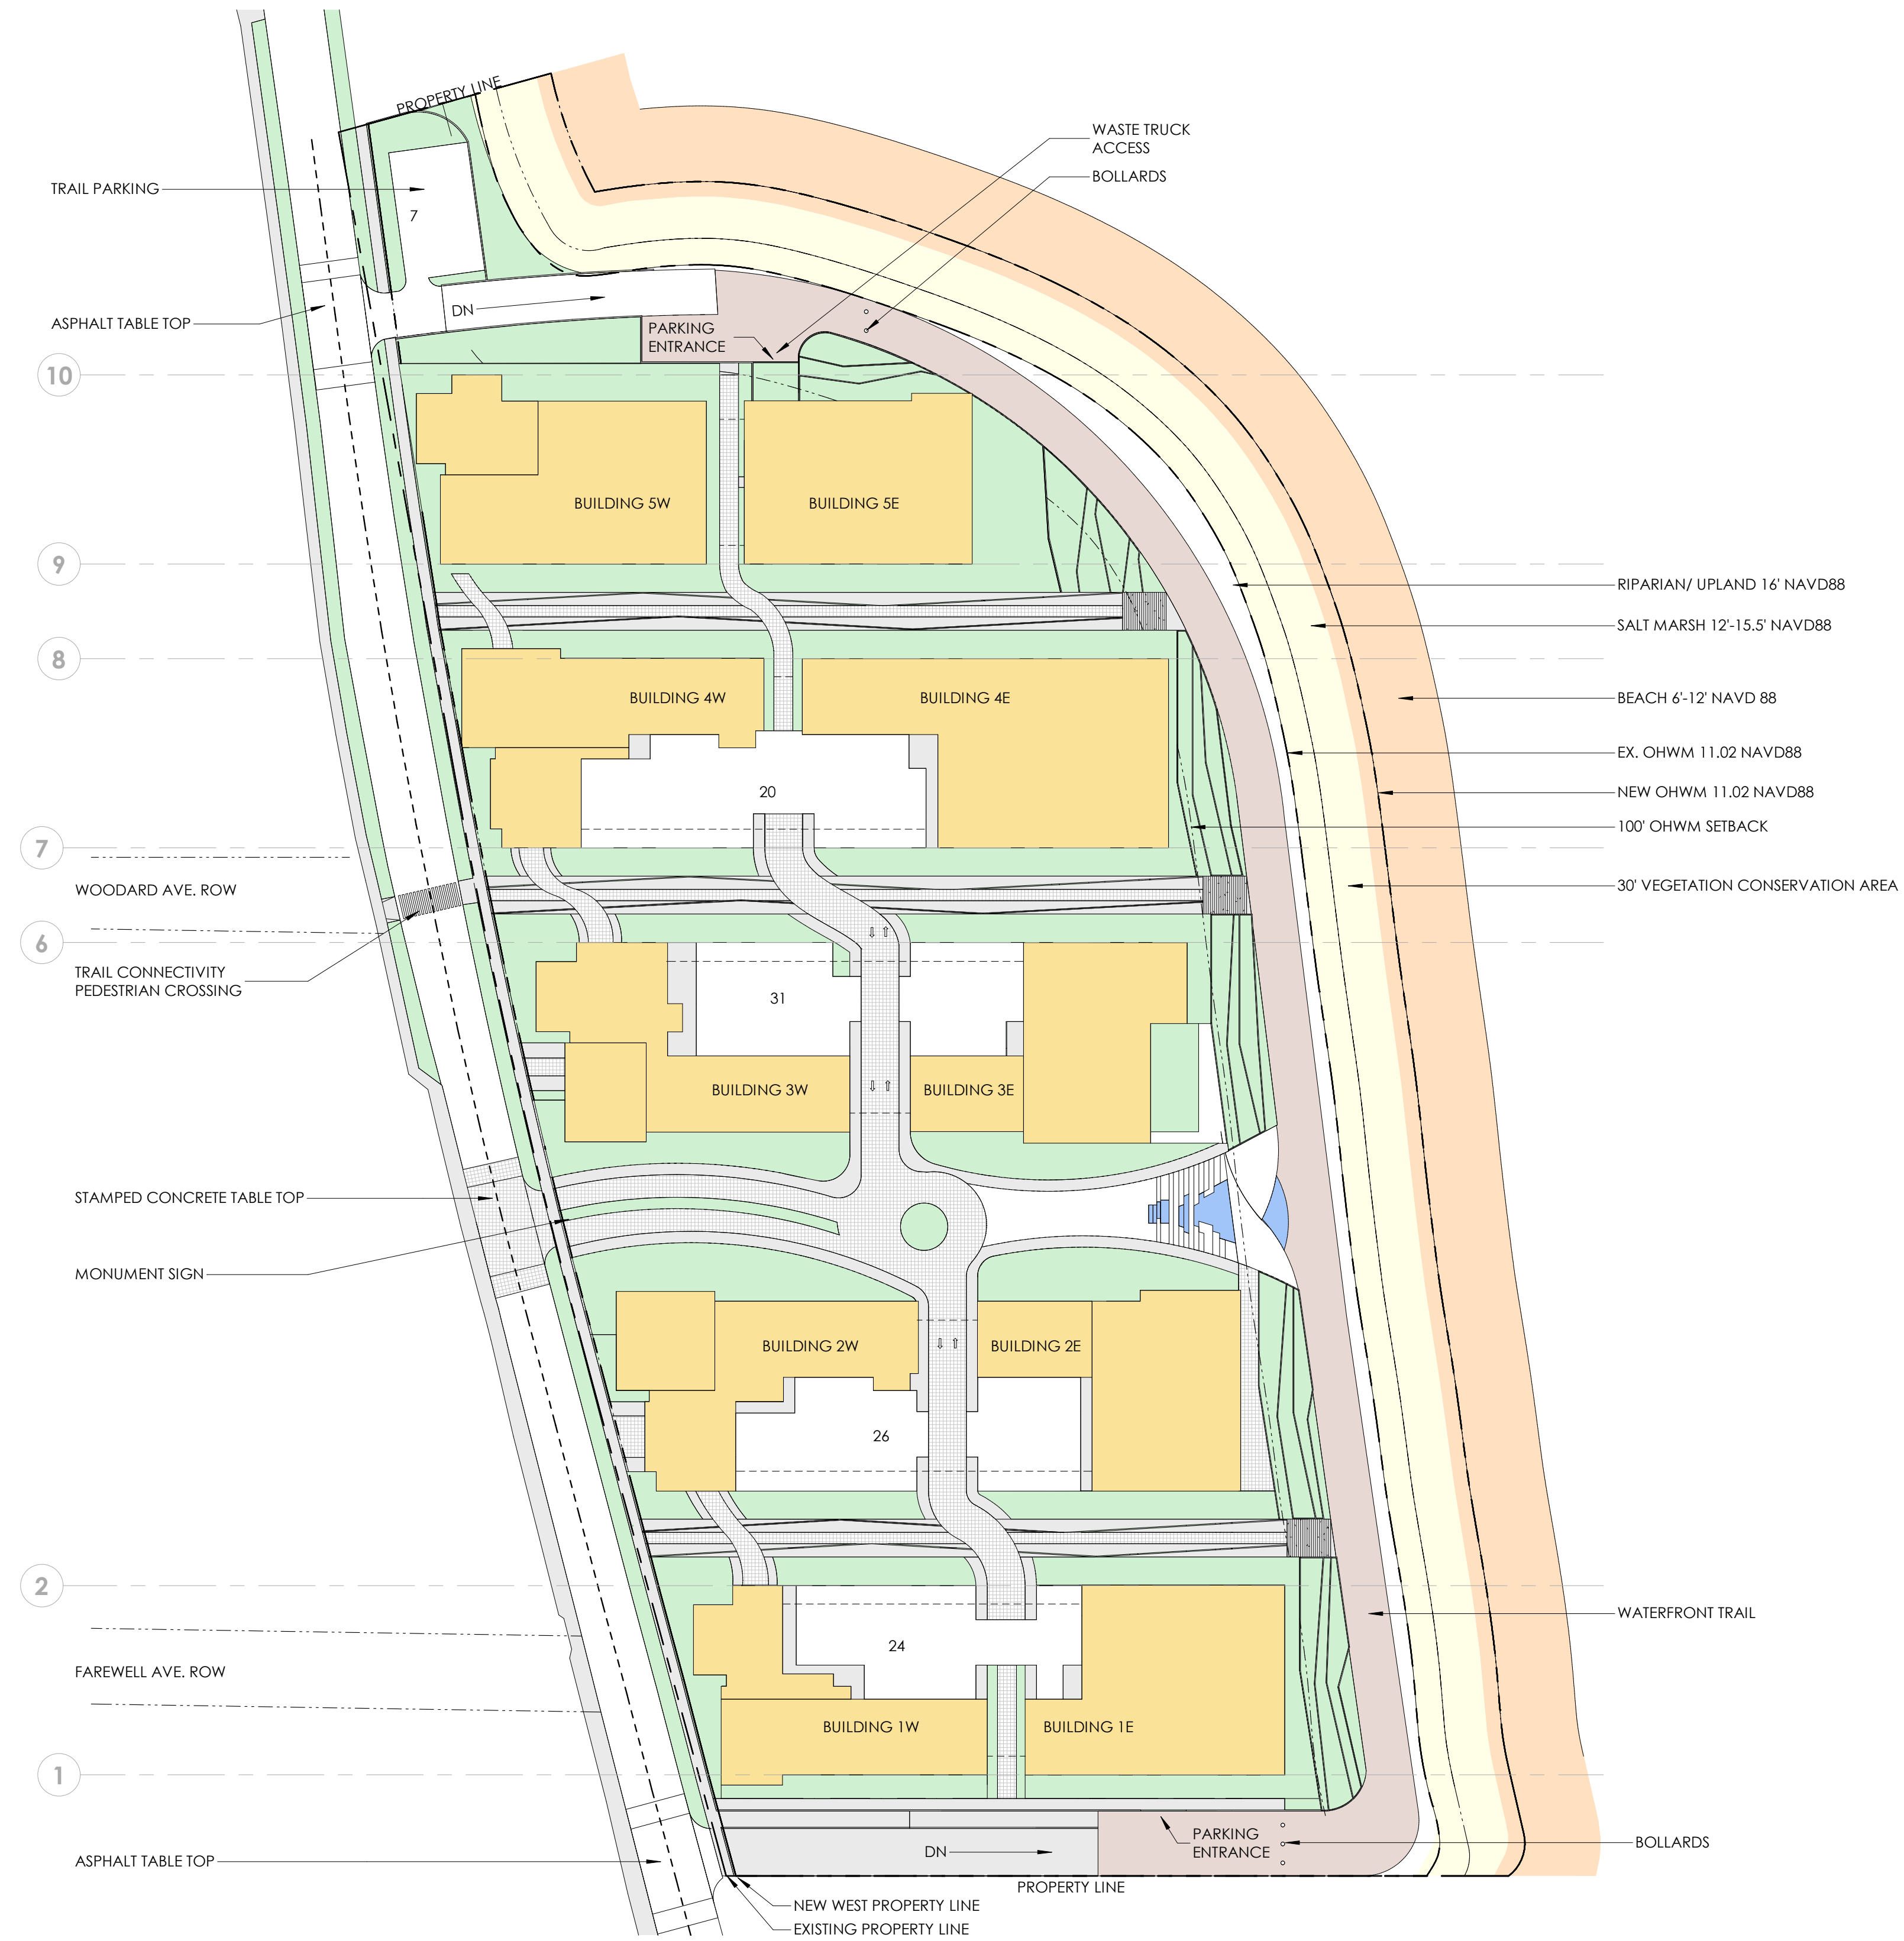 PROPERTY LINE
WASTE TRUCK
ACCESS
BOLLARDS
TRAIL PARKING
7
DN
ASPHALT TABLE TOP
PARKING
ENTRANCE
10
BUILDING 5W
BUILDING 5E
9
RIPARIAN/ UPLAND 16' NAVD88
SALT MARSH 12'-15.5' NAVD88
8
BUILDING 4W
BUILDING 4E
BEACH 6'-12' NAVD 88
EX. OHWM 11.02 NAVD88
20
NEW OHWM 11.02 NAVD88
100' OHWM SETBACK
7
WOODARD AVE. ROW
30' VEGETATION CONSERVATION AREA
6
TRAIL CONNECTIVITY
PEDESTRIAN CROSSING
31
BUILDING 3W
BUILDING 3E
STAMPED CONCRETE TABLE TOP
MONUMENT SIGN
BUILDING 2W
BUILDING 2E
26
2
WATERFRONT TRAIL
24
FAREWELL AVE. ROW
BUILDING 1W
BUILDING 1E
1
PARKING
ENTRANCE
BOLLARDS
DN
ASPHALT TABLE TOP
PROPERTY LINE
NEW WEST PROPERTY LINE
EXISTING PROPERTY LINE